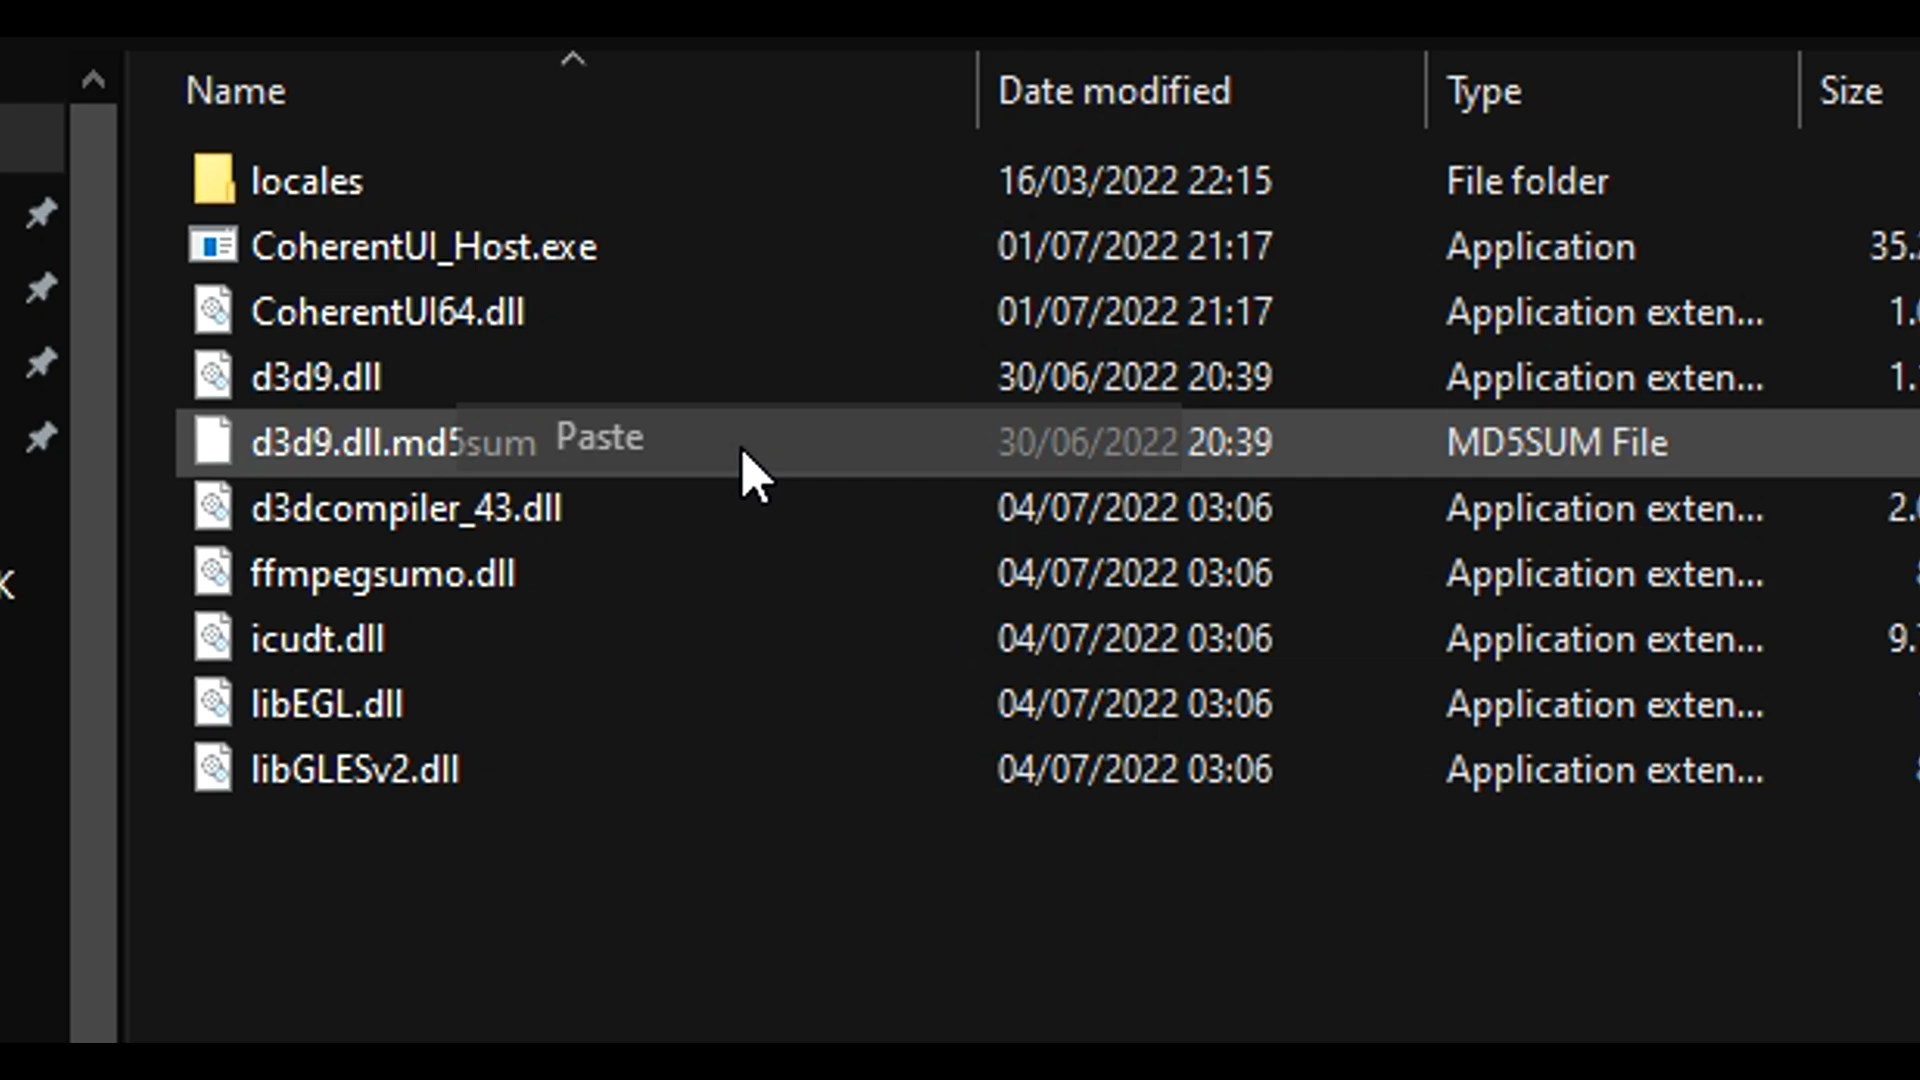 Name Date modified Type Size
locales 16/03/2022 22:15 File folder
CoherentUI_Host.exe 01/07/2022 21:17 Application 35.
CoherentUI64.dll 01/07/2022 21:17 Application exten... 1.
d3d9.dll 30/06/2022 20:39 Application exten... 1.
d3d9.dll.md5sum Paste 30/06/2022 20:39 MD5SUM File
d3dcompiler_43.dll 04/07/2022 03:06 Application exten... 2.
ffmpegsumo.dll 04/07/2022 03:06 Application exten...
K
icudt.dll 04/07/2022 03:06 Application exten... 9.
libEGL.dll 04/07/2022 03:06 Application exten...
libGLESv2.dll 04/07/2022 03:06 Application exten...